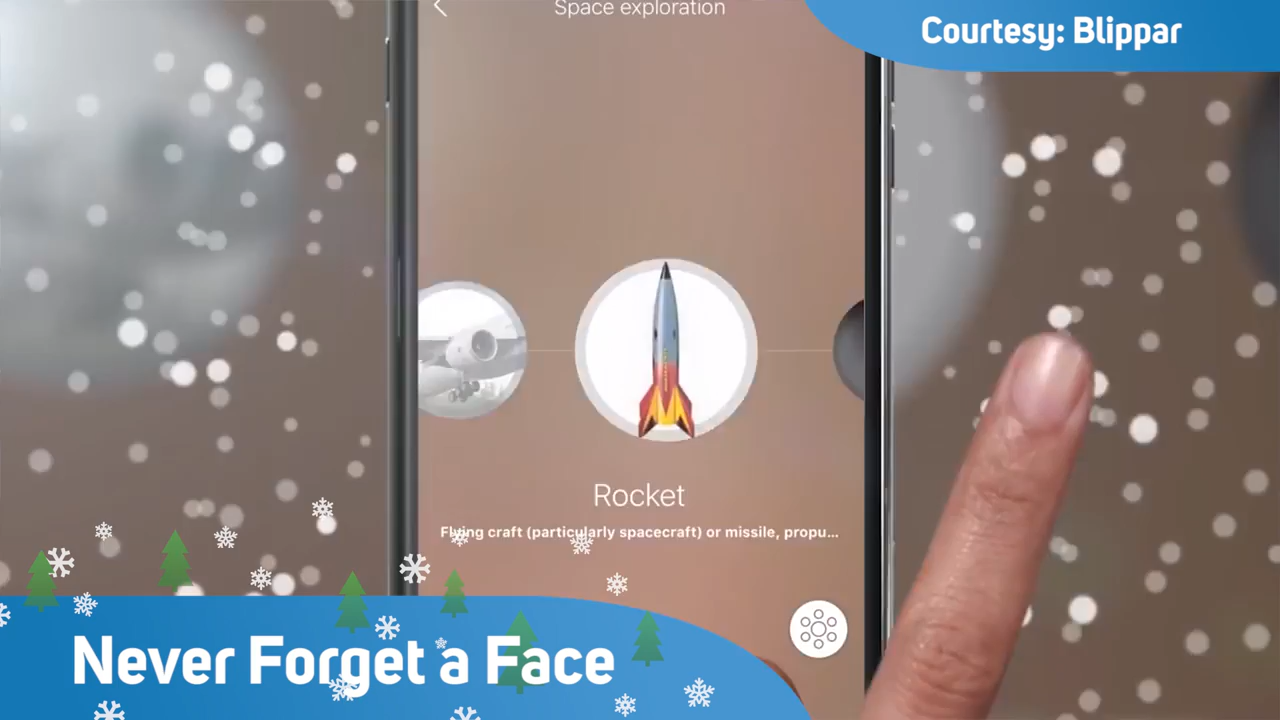 Space exploration
Courtesy: Blippar
Rocket
Flying craft (particularly spacecraft) or missile, propu...
Never Forget a Face